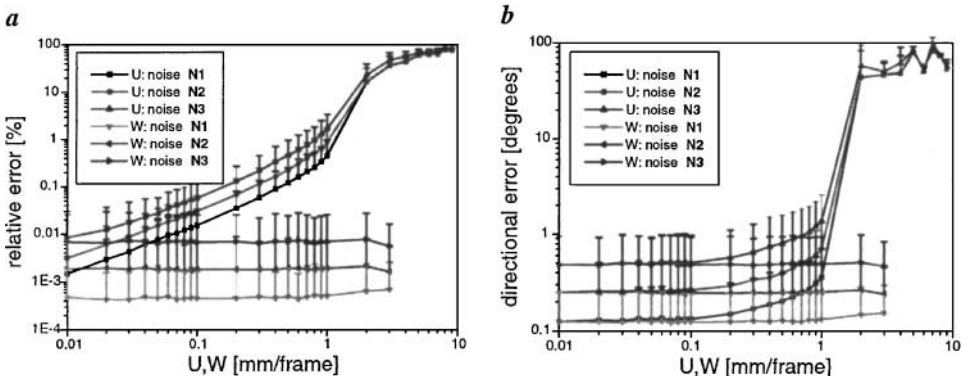 a
100
10
1
0.1
0.01
1E-3
1E-4
relative error [%]
U: noise N1
U: noise N2
U: noise N3
W: noise N1
W: noise N2
W: noise N3
0.01
0.1
1
10
U,W [mm/frame]
b
100
10
1
0.1
directional error [degrees]
U: noise N1
U: noise N2
U: noise N3
W: noise N1
W: noise N2
W: noise N3
0.01
0.1
1
10
U,W [mm/frame]